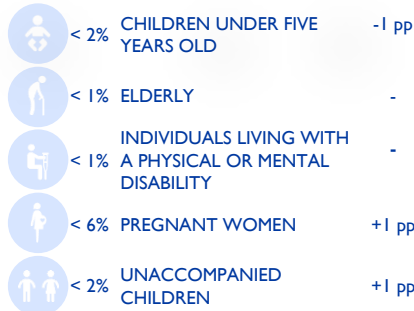 < 2% CHILDREN UNDER FIVE YEARS OLD -1 pp
< 1% ELDERLY -
< 1% INDIVIDUALS LIVING WITH A PHYSICAL OR MENTAL DISABILITY -
< 6% PREGNANT WOMEN +1 pp
< 2% UNACCOMPANIED CHILDREN +1 pp